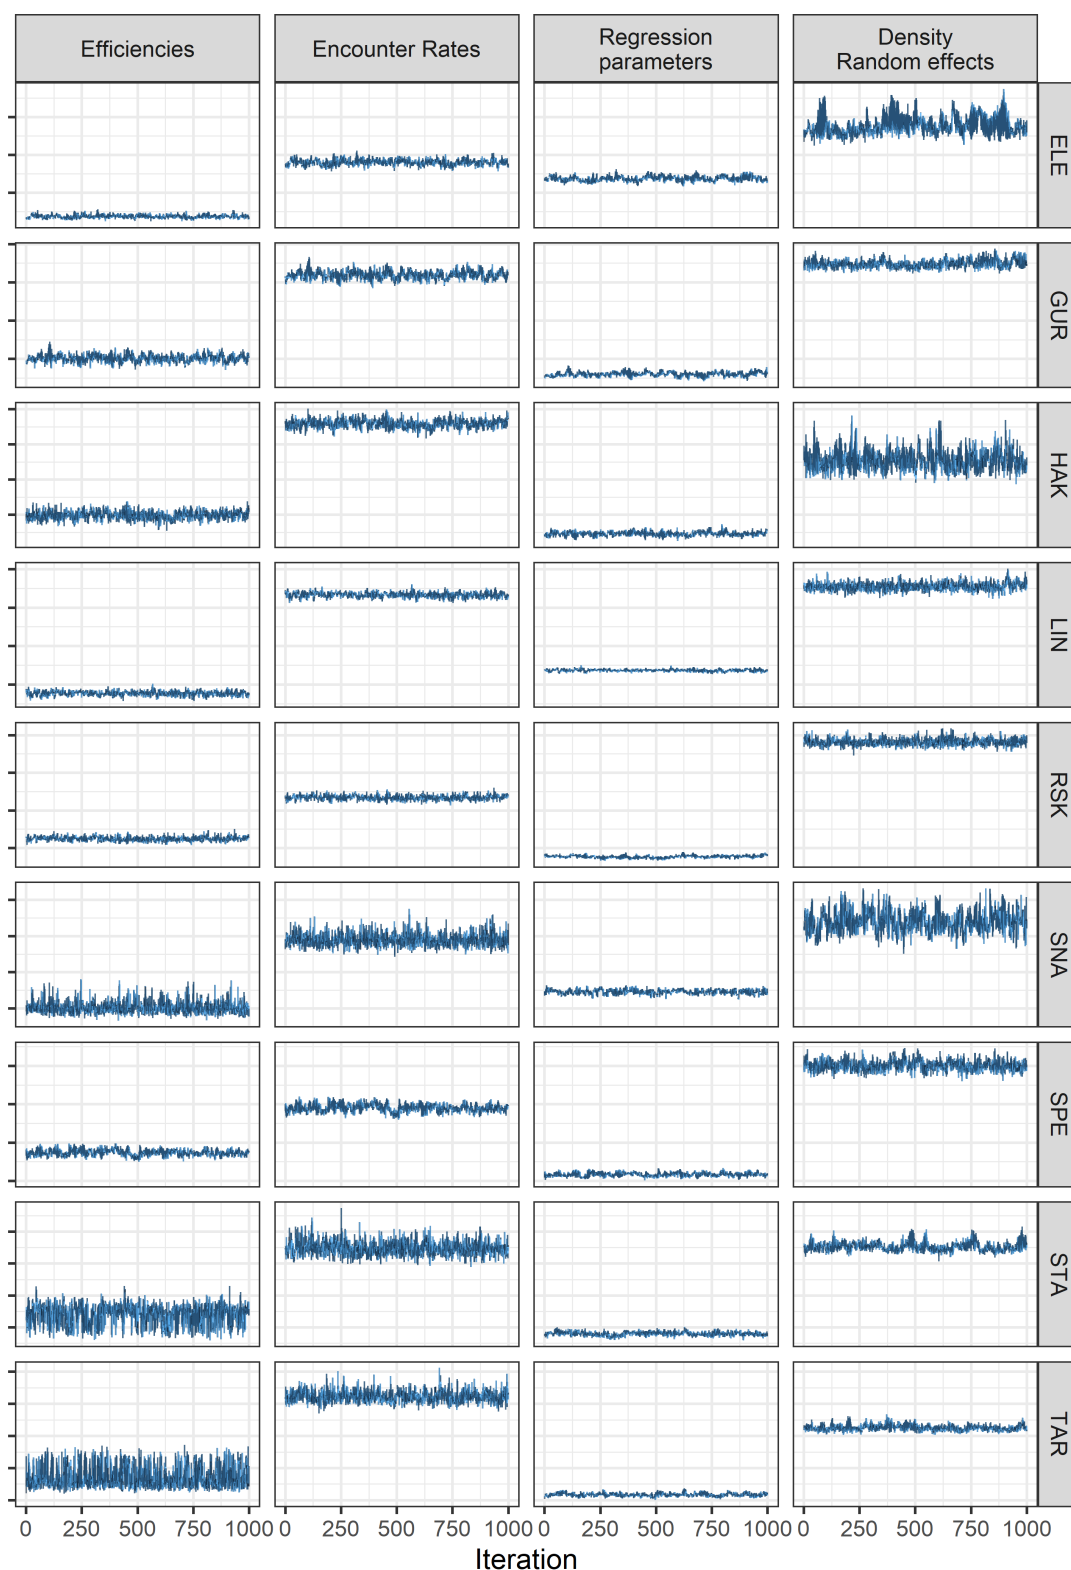 Efficiencies
Encounter Rates
Regression
parameters
Density
Random effects
ELE
GUR
HAK
LIN
RSK
SNA
SPE
STA
TAR
0 250 500 750 1000 0 250 500 750 1000 0 250 500 750 1000 0 250 500 750 1000
Iteration